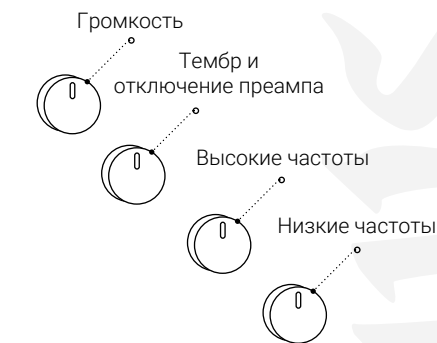 Громкость
Тембр и
отключение преампа
Высокие частоты
Низкие частоты